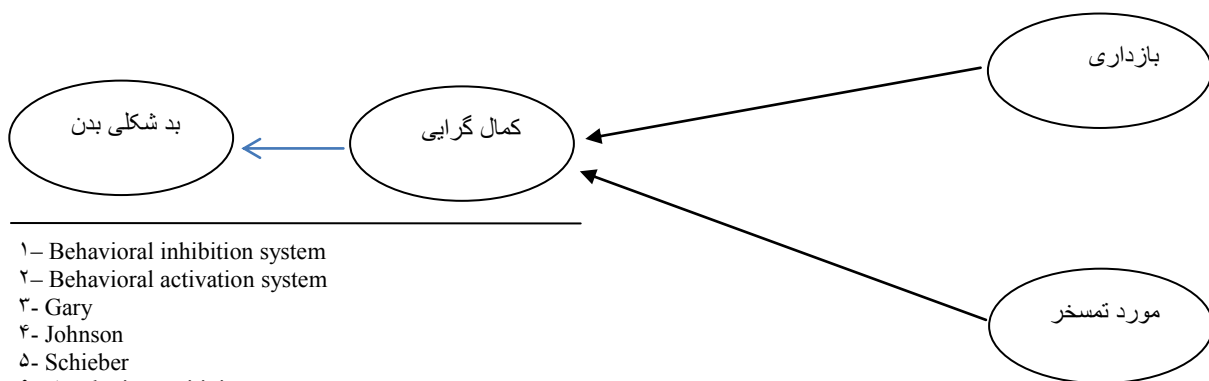 بازداری
کمال گرایی
بد شکلی بدن
مورد تمسخر
۱– Behavioral inhibition system
۲– Behavioral activation system
۳- Gary
۴- Johnson
۵- Schieber